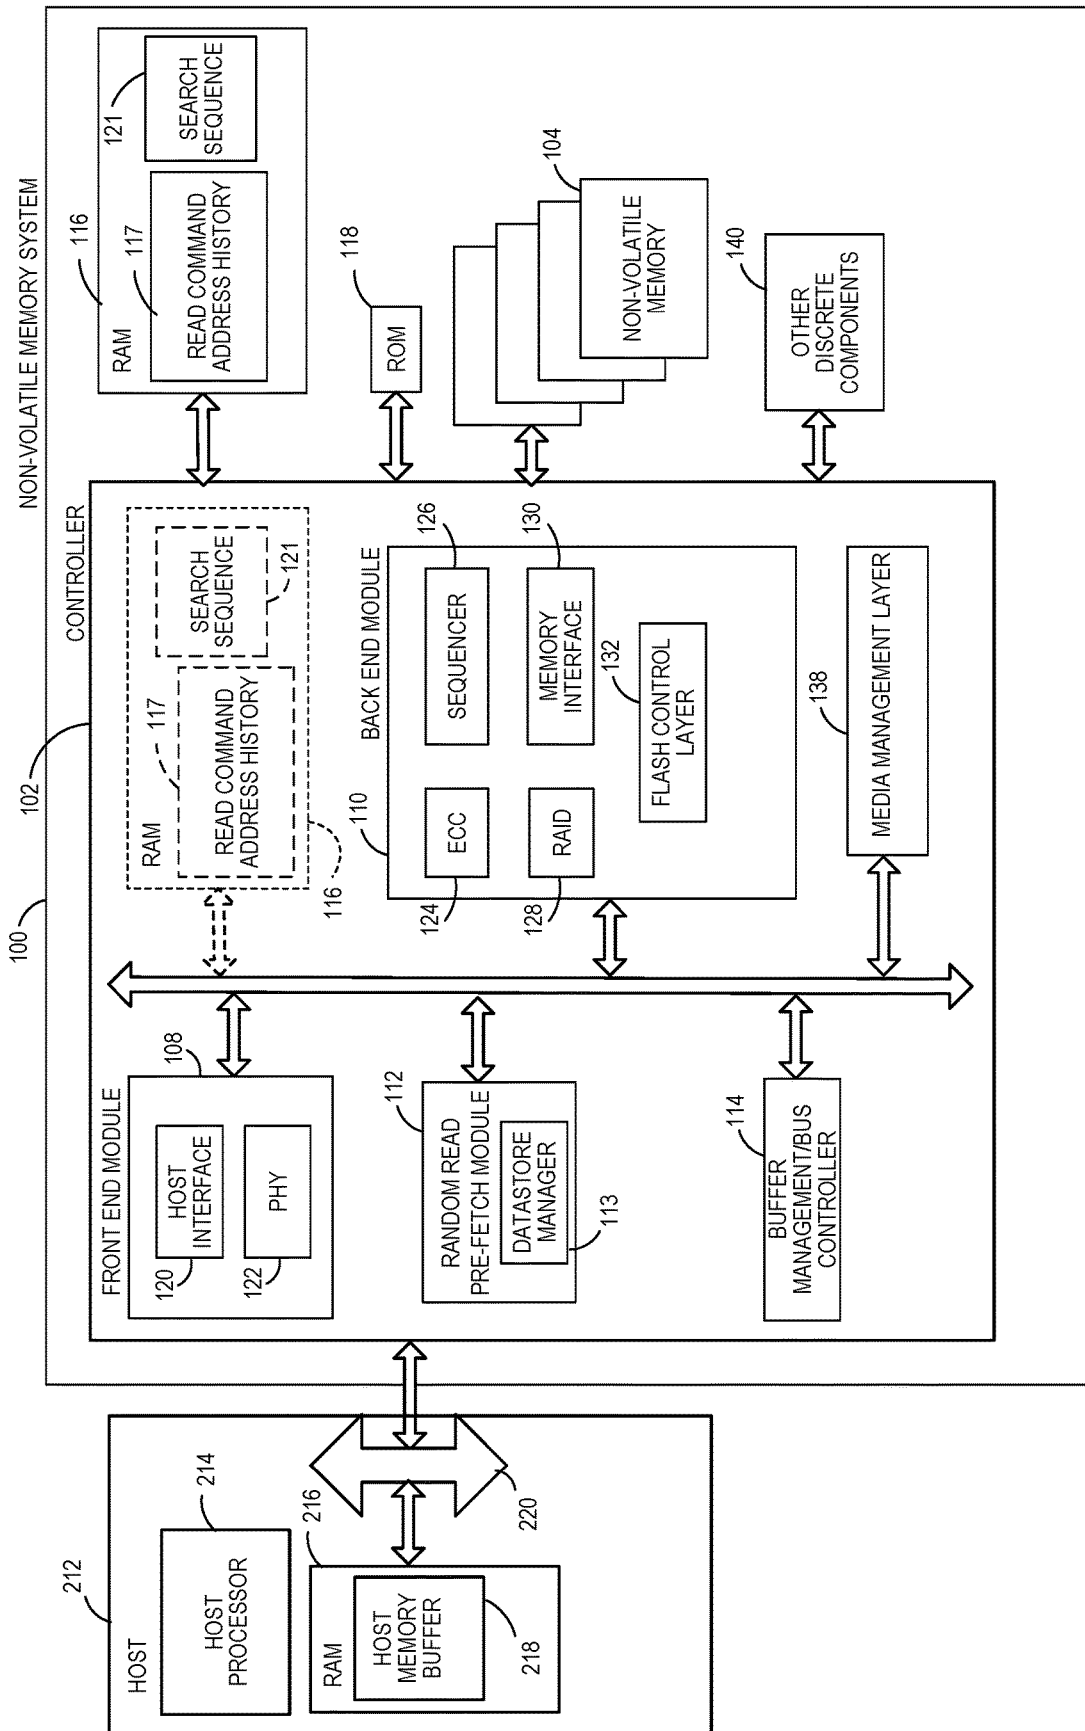 100
NON-VOLATILE MEMORY SYSTEM
212
HOST
214
HOST
PROCESSOR
216
RAM
HOST
MEMORY
BUFFER
218
220
102
CONTROLLER
FRONT END MODULE
108
HOST
INTERFACE
120
PHY
122
112
RANDOM READ
PRE-FETCH MODULE
DATASTORE
MANAGER
113
114
BUFFER
MANAGEMENT/BUS
CONTROLLER
RAM
117
READ COMMAND
ADDRESS HISTORY
SEARCH
SEQUENCE
121
116
110
BACK END MODULE
ECC
124
SEQUENCER
126
RAID
128
MEMORY
INTERFACE
130
FLASH CONTROL
LAYER
132
MEDIA MANAGEMENT LAYER
138
116
RAM
117
READ COMMAND
ADDRESS HISTORY
121
SEARCH
SEQUENCE
118
ROM
104
NON-VOLATILE
MEMORY
140
OTHER
DISCRETE
COMPONENTS